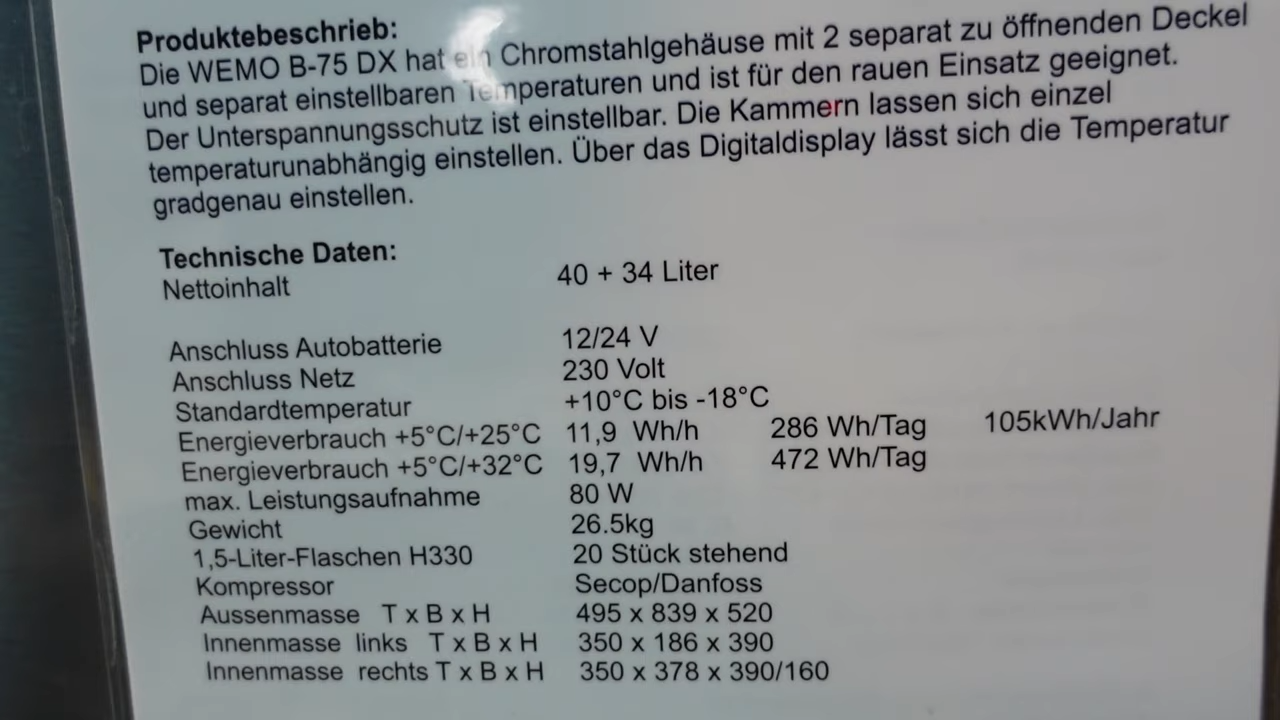 Produktebeschrieb:
Die WEMO B-75 DX hat ein Chromstahlgehäuse mit 2 separat zu öffnenden Deckel
und separat einstellbaren Temperaturen und ist für den rauen Einsatz geeignet.
Der Unterspannungsschutz ist einstellbar. Die Kammern lassen sich einzel
temperaturunabhängig einstellen. Über das Digitaldisplay lässt sich die Temperatur
gradgenau einstellen.
Technische Daten:
Nettoinhalt 40 + 34 Liter
Anschluss Autobatterie 12/24 V
Anschluss Netz 230 Volt
Standardtemperatur +10°C bis -18°C
Energieverbrauch +5°C/+25°C 11,9 Wh/h 286 Wh/Tag 105kWh/Jahr
Energieverbrauch +5°C/+32°C 19,7 Wh/h 472 Wh/Tag
max. Leistungsaufnahme 80 W
Gewicht 26.5kg
1,5-Liter-Flaschen H330 20 Stück stehend
Kompressor Secop/Danfoss
Aussenmasse T x B x H 495 x 839 x 520
Innenmasse links T x B x H 350 x 186 x 390
Innenmasse rechts T x B x H 350 x 378 x 390/160